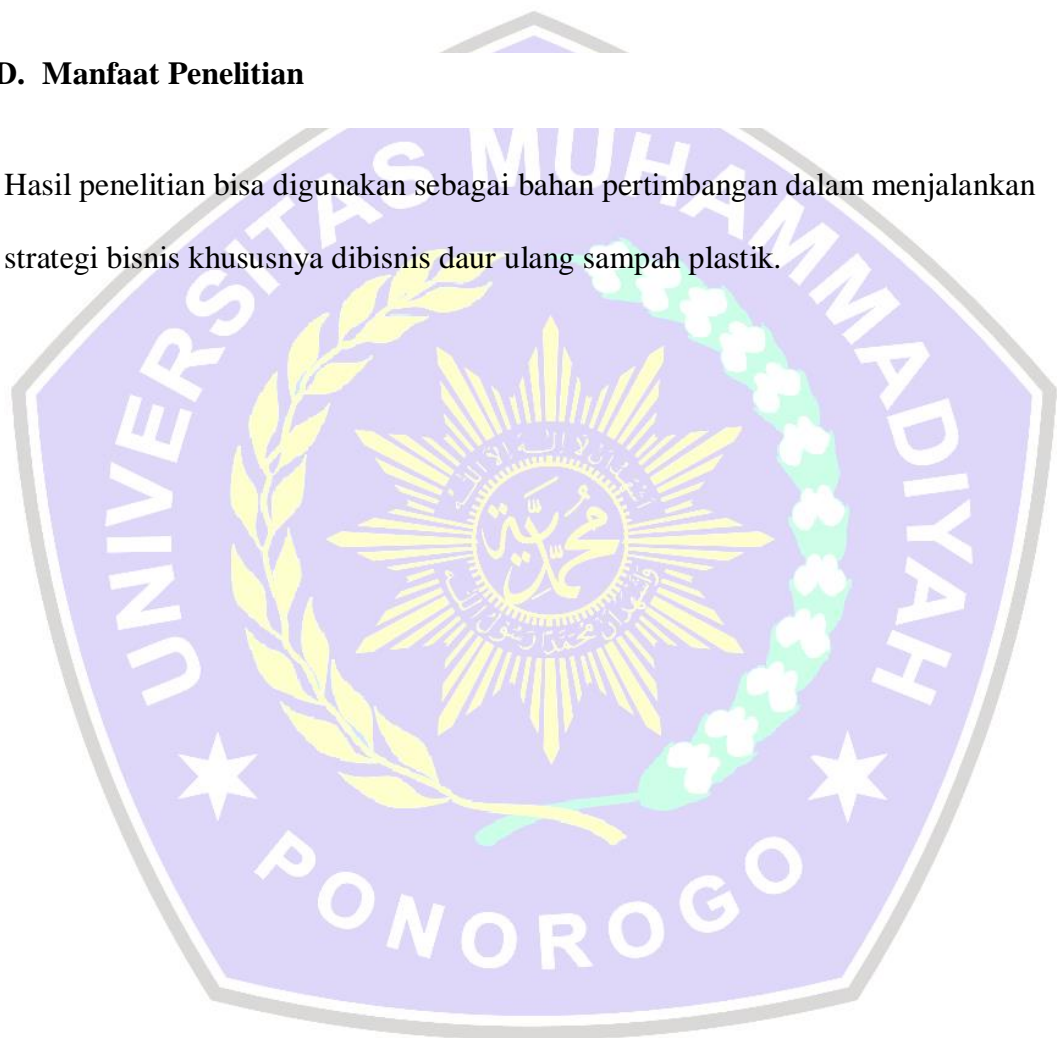 D. Manfaat Penelitian
Hasil penelitian bisa digunakan sebagai bahan pertimbangan dalam menjalankan
strategi bisnis khususnya dibisnis daur ulang sampah plastik.
UNIVERSITAS MUHAMMADIYAH
PONOROGO
محمدية